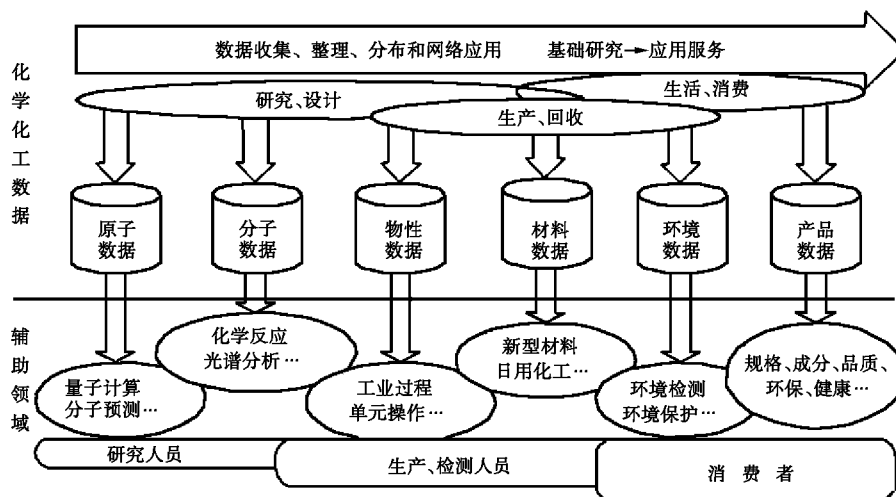 数据收集、整理、分布和网络应用 基础研究→应用服务
化学化工数据
研究、设计
生活、消费
生产、回收
原子
数据
分子
数据
物性
数据
材料
数据
环境
数据
产品
数据
辅助领域
量子计算
分子预测…
化学反应
光谱分析…
工业过程
单元操作…
新型材料
日用化工…
环境检测
环境保护…
规格、成分、品质、
环保、健康…
研究人员
生产、检测人员
消 费 者